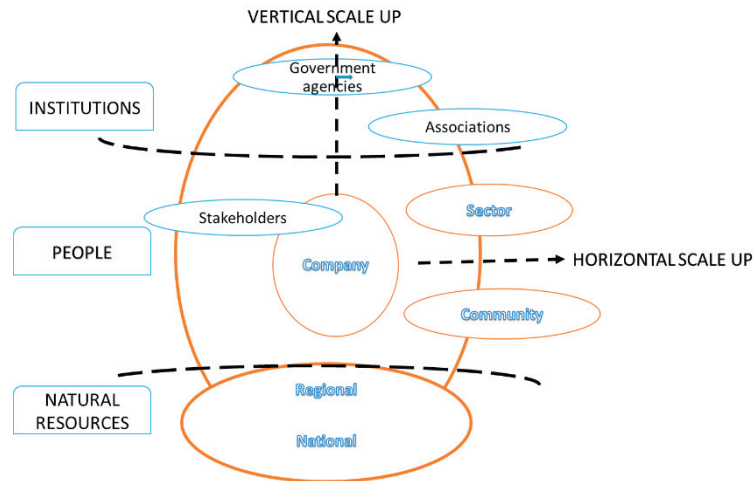 VERTICAL SCALE UP
Government
agencies
INSTITUTIONS
Associations
Stakeholders
Sector
PEOPLE
Company
HORIZONTAL SCALE UP
Community
Regional
NATURAL
RESOURCES
National